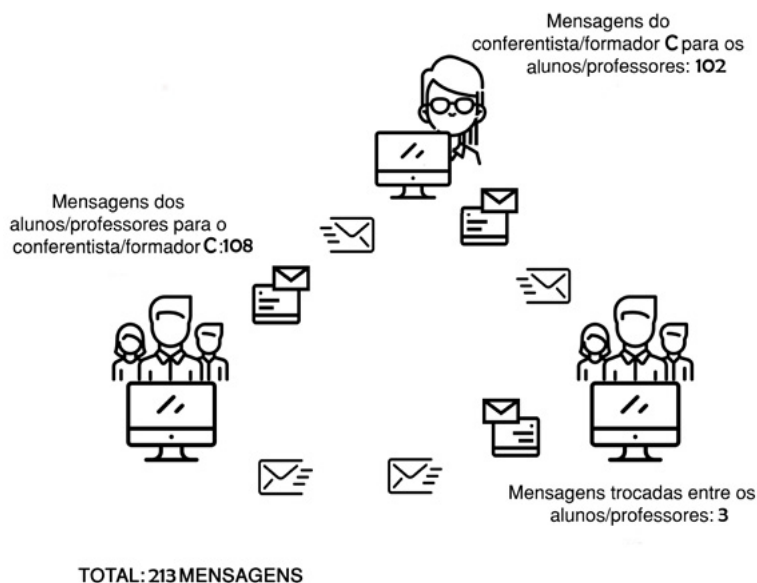 Mensagens do
conferentista/formador C para os
alunos/professores: 102
Mensagens dos
alunos/professores para o
conferentista/formador C:108
Mensagens trocadas entre os
alunos/professores: 3
TOTAL: 213 MENSAGENS